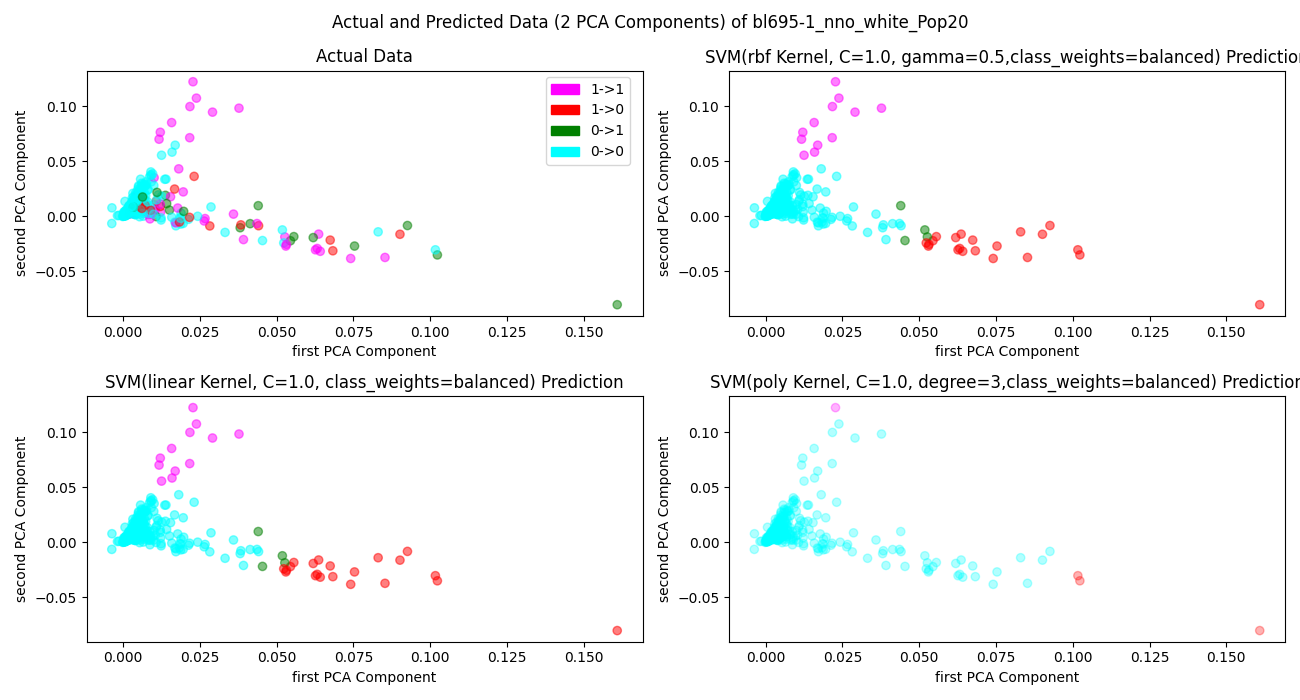 Actual and Predicted Data (2 PCA Components) of bl695-1_nno_white_Pop20
Actual Data
second PCA Component
0.10
0.05
0.00
−0.05
1->1
1->0
0->1
0->0
0.000 0.025 0.050 0.075 0.100 0.125 0.150
first PCA Component
SVM(rbf Kernel, C=1.0, gamma=0.5,class_weights=balanced) Prediction
second PCA Component
0.10
0.05
0.00
−0.05
0.000 0.025 0.050 0.075 0.100 0.125 0.150
first PCA Component
SVM(linear Kernel, C=1.0, class_weights=balanced) Prediction
second PCA Component
0.10
0.05
0.00
−0.05
0.000 0.025 0.050 0.075 0.100 0.125 0.150
first PCA Component
SVM(poly Kernel, C=1.0, degree=3,class_weights=balanced) Prediction
second PCA Component
0.10
0.05
0.00
−0.05
0.000 0.025 0.050 0.075 0.100 0.125 0.150
first PCA Component